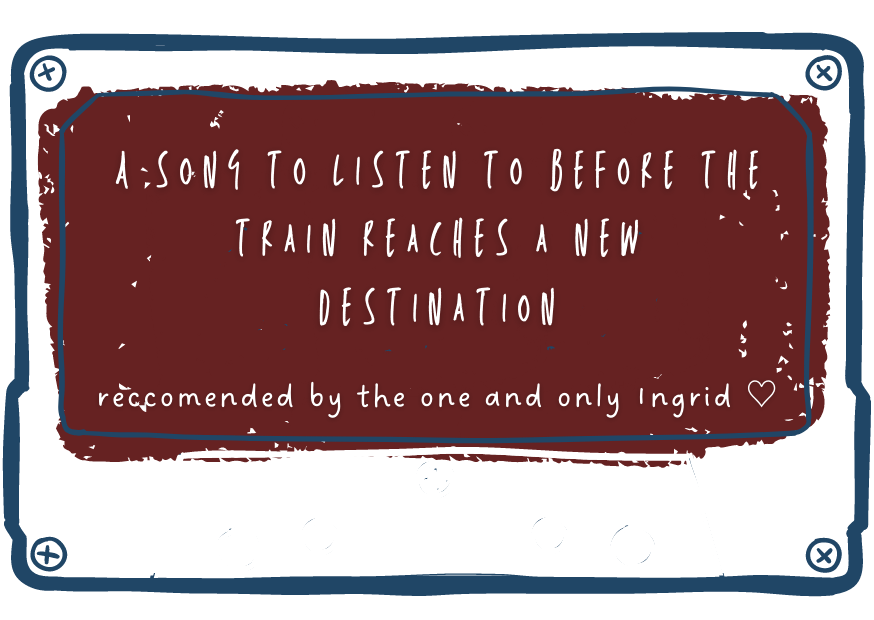 A SONG TO LISTEN TO BEFORE THE
TRAIN REACHES A NEW
DESTINATION
reccomended by the one and only Ingrid ♡